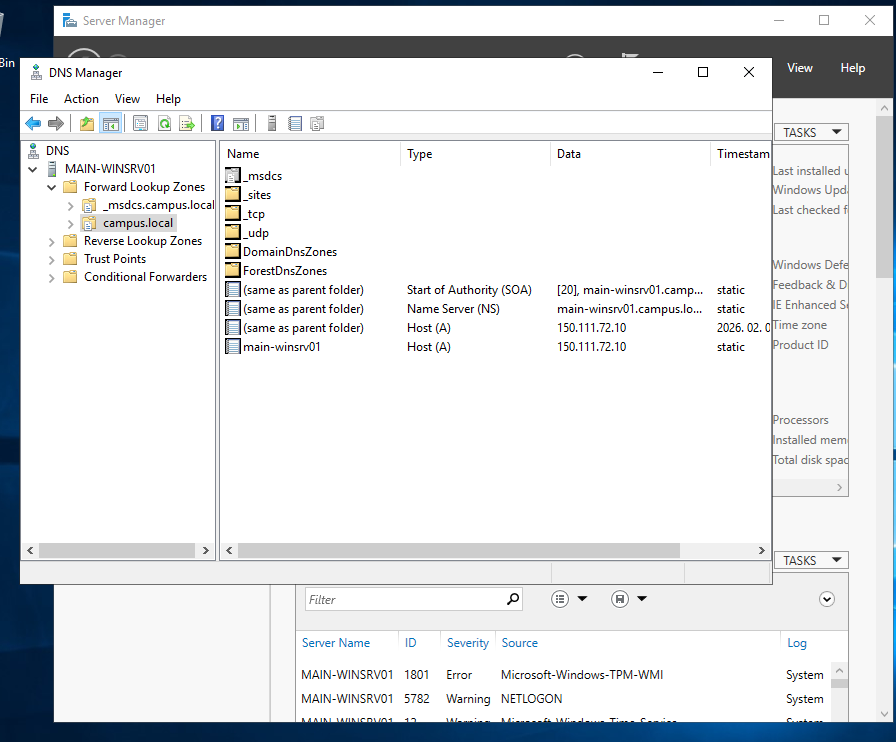 Server Manager
Bin
DNS Manager
View
Help
File Action View Help
TASKS
DNS
MAIN-WINSRV01
Forward Lookup Zones
_msdcs.campus.local
campus.local
Reverse Lookup Zones
Trust Points
Conditional Forwarders
Name Type Data Timestam
_msdcs
_sites
_tcp
_udp
DomainDnsZones
ForestDnsZones
(same as parent folder) Start of Authority (SOA) [20], main-winsrv01.camp... static
(same as parent folder) Name Server (NS) main-winsrv01.campus.lo... static
(same as parent folder) Host (A) 150.111.72.10 2026. 02. 0
main-winsrv01 Host (A) 150.111.72.10 static
Last installed u
Windows Upda
Last checked f
Windows Defe
Feedback & D
IE Enhanced Se
Time zone
Product ID
Processors
Installed mem
Total disk spac
TASKS
Filter
Server Name ID Severity Source Log
MAIN-WINSRV01 1801 Error Microsoft-Windows-TPM-WMI System
MAIN-WINSRV01 5782 Warning NETLOGON System
MAIN-WINSRV01 12 Warning Microsoft-Windows-Time-Service System